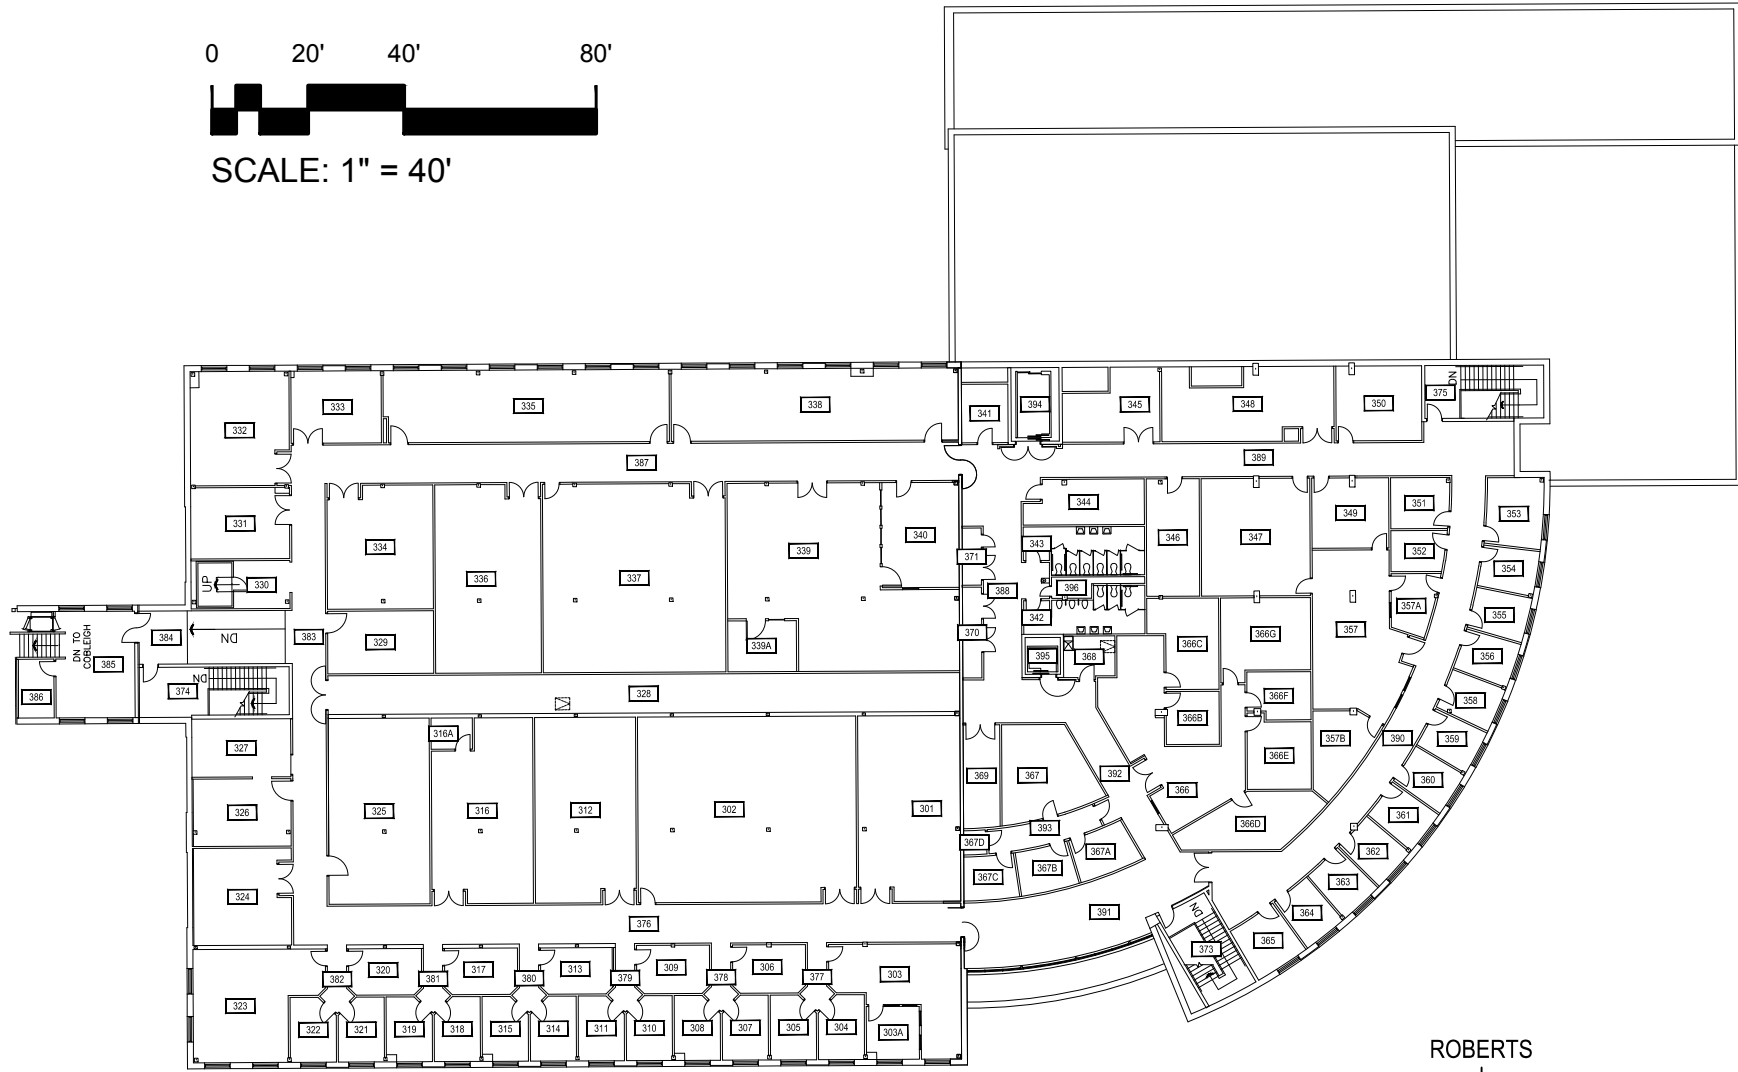 0 20' 40' 80'
SCALE: 1" = 40'
333 335 338 341 394 345 348 350 375 DN
332
387 389
331 334 336 337 339 340 344 346 347 349 351 353
371 343 352 354
UP 330 388 396 357A 355
342 357
384 DN 383 329 339A 370 366C 366G 356
DN TO COBLEIGH
385 395 368
386 374 DN 328 366F 358
366B
327 316A 357B 390 359
369 367 392 366E 360
326 325 316 312 302 301 366 361
393 366D
367D 367A 362
367B
324 367C 363
376 391 DN 364
373 365
382 320 381 317 380 313 379 309 378 306 377 303
323 322 321 319 318 315 314 311 310 308 307 305 304 303A
ROBERTS